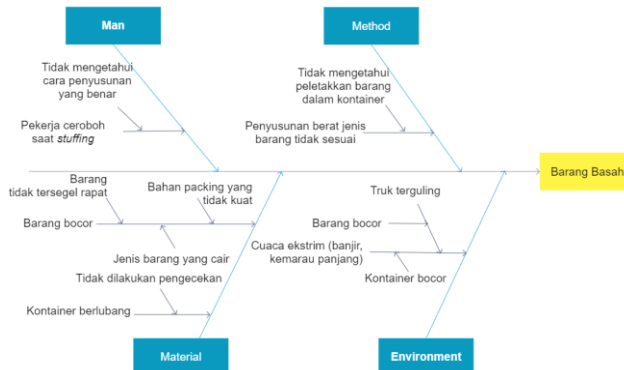 Man
Method
Tidak mengetahui
cara penyusunan
yang benar
Pekerja ceroboh
saat stuffing
Tidak mengetahui
peletakkan barang
dalam kontainer
Penyusunan berat jenis
barang tidak sesuai
Barang Basah
Barang
tidak tersegel rapat
Bahan packing yang
tidak kuat
Barang bocor
Jenis barang yang cair
Tidak dilakukan pengecekan
Kontainer berlubang
Truk terguling
Barang bocor
Cuaca ekstrim (banjir,
kemarau panjang)
Kontainer bocor
Material
Environment